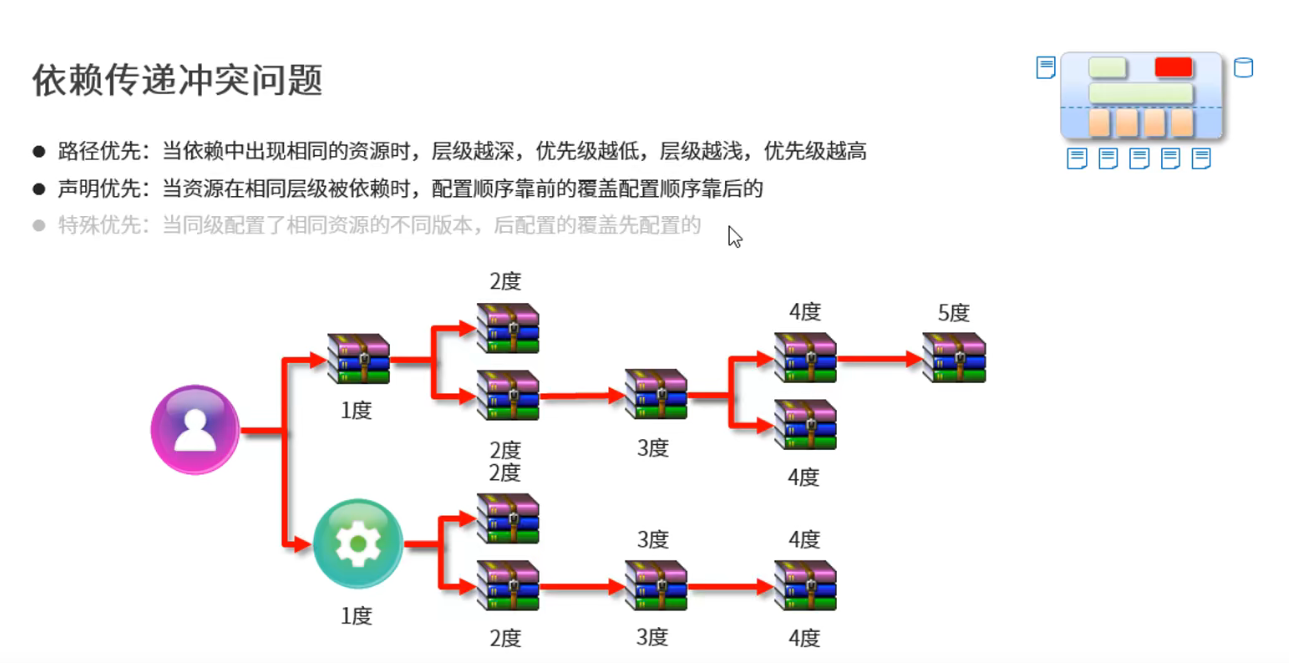 依赖传递冲突问题
● 路径优先：当依赖中出现相同的资源时，层级越深，优先级越低，层级越浅，优先级越高
● 声明优先：当资源在相同层级被依赖时，配置顺序靠前的覆盖配置顺序靠后的
● 特殊优先：当同级配置了相同资源的不同版本，后配置的覆盖先配置的
2度
4度
5度
1度
2度
3度
4度
2度
3度
4度
1度
2度
3度
4度